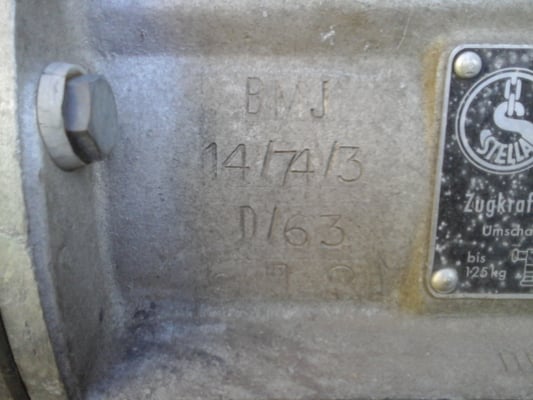 BMJ
14/74/3
D/63
STELLA
Zugkraf
Umscha
bis
125 kg